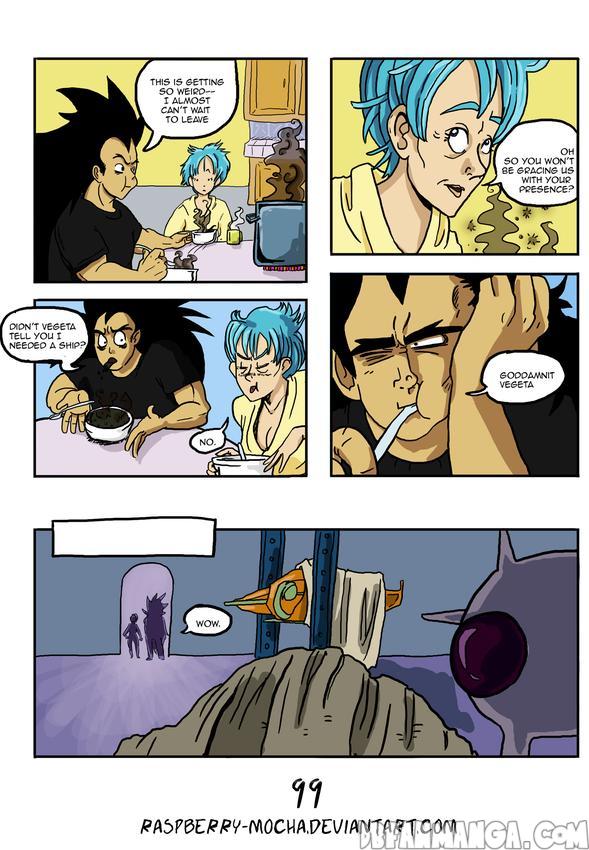 THIS IS GETTING
SO WEIRD--
I ALMOST
CAN'T WAIT
TO LEAVE
OH
SO YOU WON'T
BE GRACING US
WITH YOUR
PRESENCE?
DIDN'T VEGETA
TELL YOU I
NEEDED A SHIP?
NO.
GODDAMNIT
VEGETA
WOW.
99
RASPBERRY-MOCHA.DEVIANTART.COM
DBFANMANGA.COM